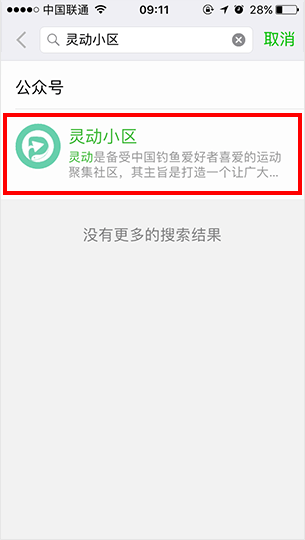 中国联通 09:11 28%
灵动小区 取消
公众号
灵动小区
灵动是备受中国钓鱼爱好者喜爱的运动
聚集社区，其主旨是打造一个让广大...
没有更多的搜索结果